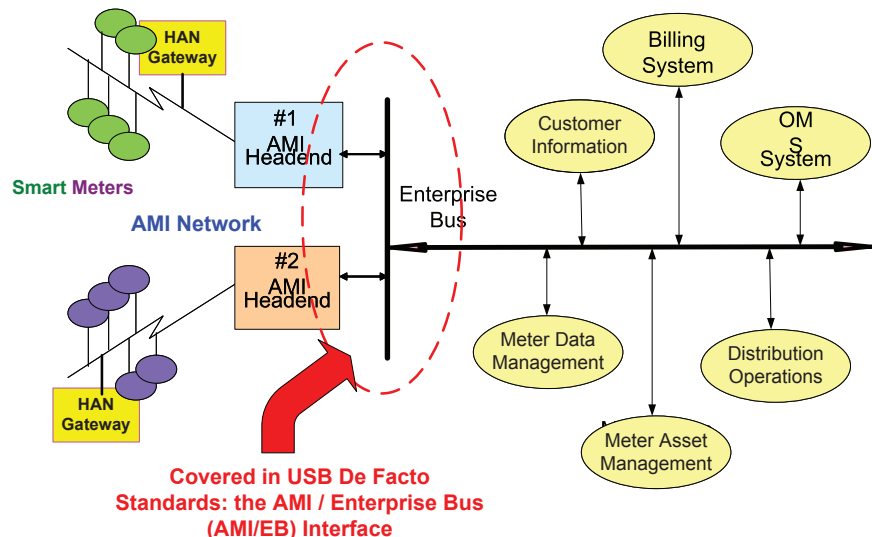 HAN
Gateway
#1
AMI
Headend
Smart Meters
AMI Network
#2
AMI
Headend
HAN
Gateway
Enterprise
Bus
Billing
System
Customer
Information
OM
S
System
Meter Data
Management
Distribution
Operations
Meter Asset
Management
Covered in USB De Facto
Standards: the AMI / Enterprise Bus
(AMI/EB) Interface